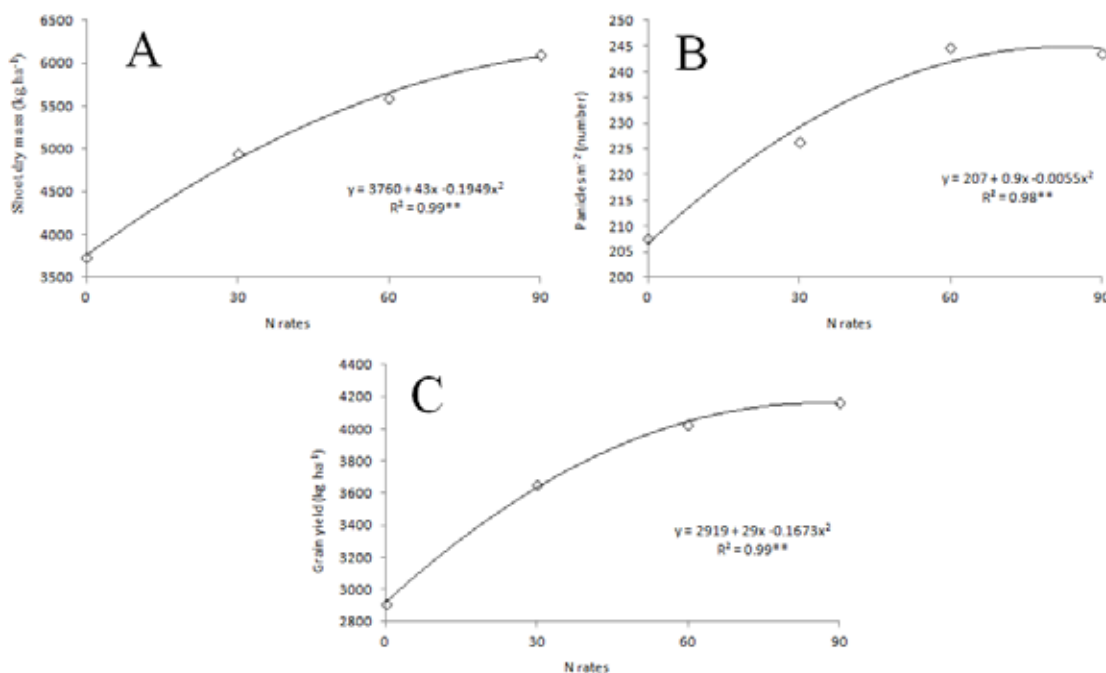 A
Shoot dry mass (kg ha⁻¹)
6500
6000
5500
5000
4500
4000
3500
0
30
60
90
N rates
y = 3760 + 43x -0.1949x²
R² = 0.99**
B
Panicles m⁻² (number)
250
245
240
235
230
225
220
215
210
205
200
0
30
60
90
N rates
y = 207 + 0.9x -0.0055x²
R² = 0.98**
C
Grain yield (kg ha⁻¹)
4400
4200
4000
3800
3600
3400
3200
3000
2800
0
30
60
90
N rates
y = 2919 + 29x -0.1673x²
R² = 0.99**